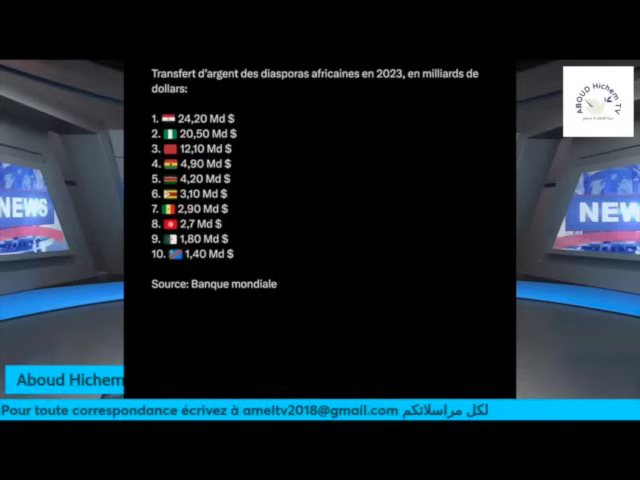 Transfert d'argent des diasporas africaines en 2023, en milliards de
dollars:
1. 24,20 Md $
2. 20,50 Md $
3. 12,10 Md $
4. 4,90 Md $
5. 4,20 Md $
6. 3,10 Md $
7. 2,90 Md $
8. 2,7 Md $
9. 1,80 Md $
10. 1,40 Md $
Source: Banque mondiale
ABOUD Hichem TV
NEWS
NEW
Aboud Hichem
Pour toute correspondance écrivez à ameltv2018@gmail.com لكل مراسلاتكم